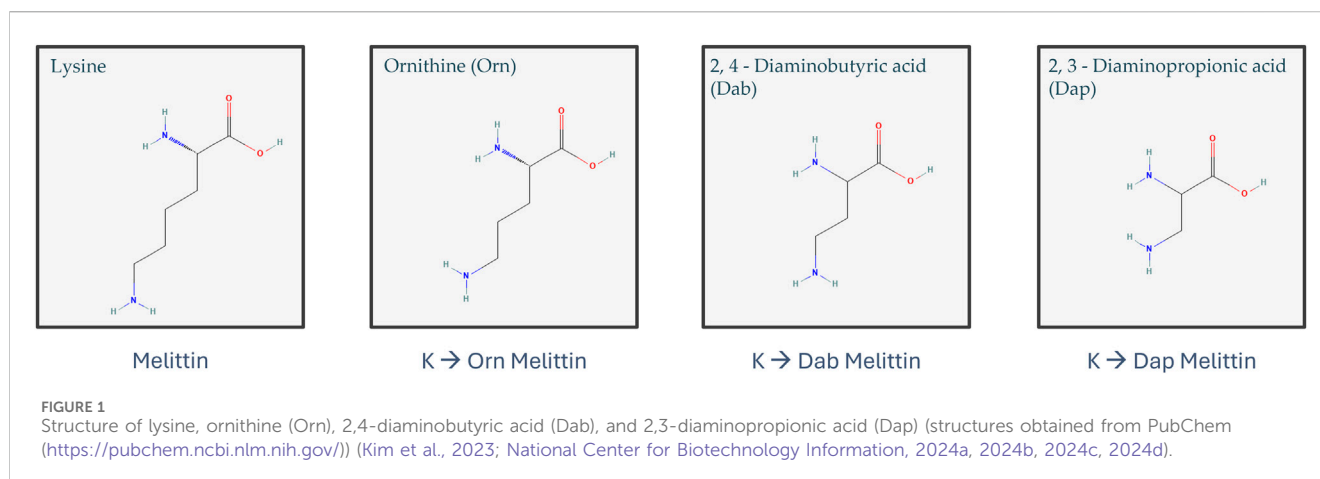 Lysine
H
N
H
O
O
H
N
H
H
Melittin
Ornithine (Orn)
H
N
H
O
O
H
H
N
H
K → Orn Melittin
2, 4 - Diaminobutyric acid
(Dab)
H
N
H
O
O
H
N
H
H
K → Dab Melittin
2, 3 - Diaminopropionic acid
(Dap)
H
N
H
O
O
H
H
N
H
K → Dap Melittin
FIGURE 1
Structure of lysine, ornithine (Orn), 2,4-diaminobutyric acid (Dab), and 2,3-diaminopropionic acid (Dap) (structures obtained from PubChem
(https://pubchem.ncbi.nlm.nih.gov/)) (Kim et al., 2023; National Center for Biotechnology Information, 2024a, 2024b, 2024c, 2024d).